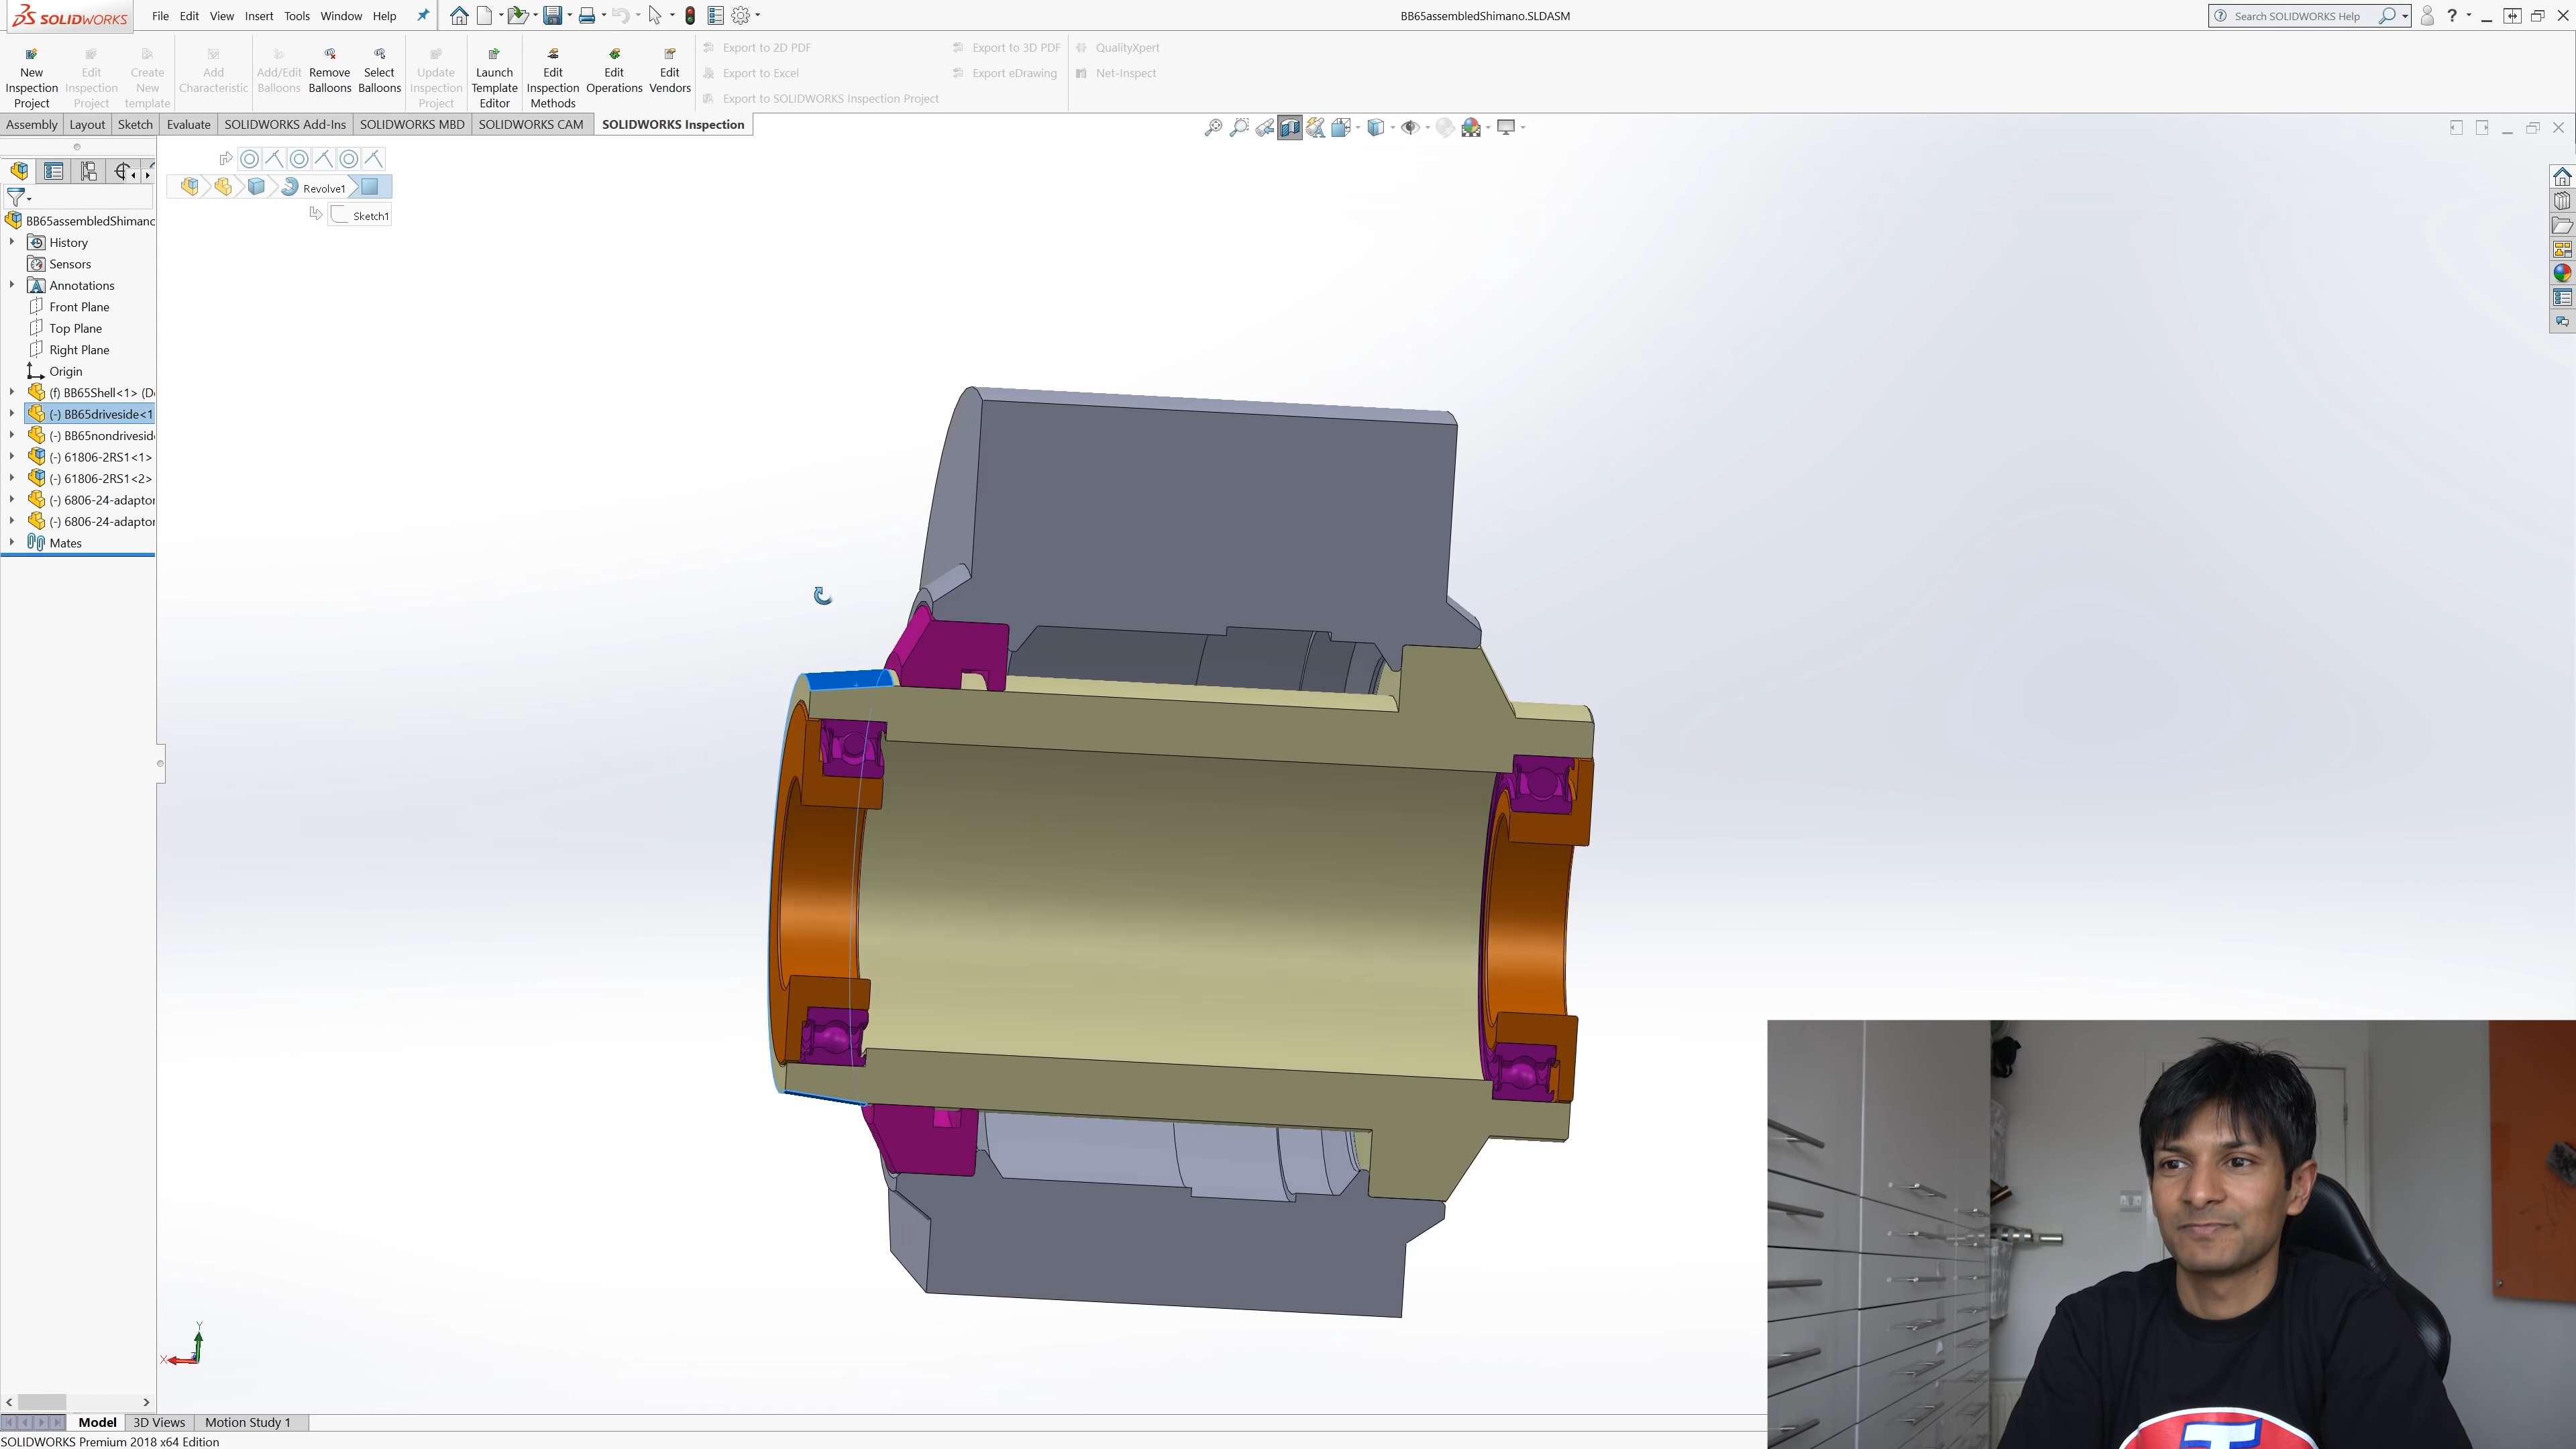 SOLIDWORKS
File Edit View Insert Tools Window Help
BB65assembledShimano.SLDASM
Search SOLIDWORKS Help
New Inspection Project
Edit Inspection Project
Create New template
Add Characteristic
Add/Edit Balloons
Remove Balloons
Select Balloons
Update Inspection Project
Launch Template Editor
Edit Inspection Methods
Edit Operations
Edit Vendors
Export to 2D PDF
Export to Excel
Export to SOLIDWORKS Inspection Project
Export to 3D PDF
Export eDrawing
QualityXpert
Net-Inspect
Assembly Layout Sketch Evaluate SOLIDWORKS Add-Ins SOLIDWORKS MBD SOLIDWORKS CAM SOLIDWORKS Inspection
Revolve1
Sketch1
BB65assembledShimano
History
Sensors
Annotations
Front Plane
Top Plane
Right Plane
Origin
(f) BB65Shell<1> (D
(-) BB65driveside<1
(-) BB65nondriveside
(-) 61806-2RS1<1>
(-) 61806-2RS1<2>
(-) 6806-24-adaptor
(-) 6806-24-adaptor
Mates
Y
X
Model 3D Views Motion Study 1
SOLIDWORKS Premium 2018 x64 Edition